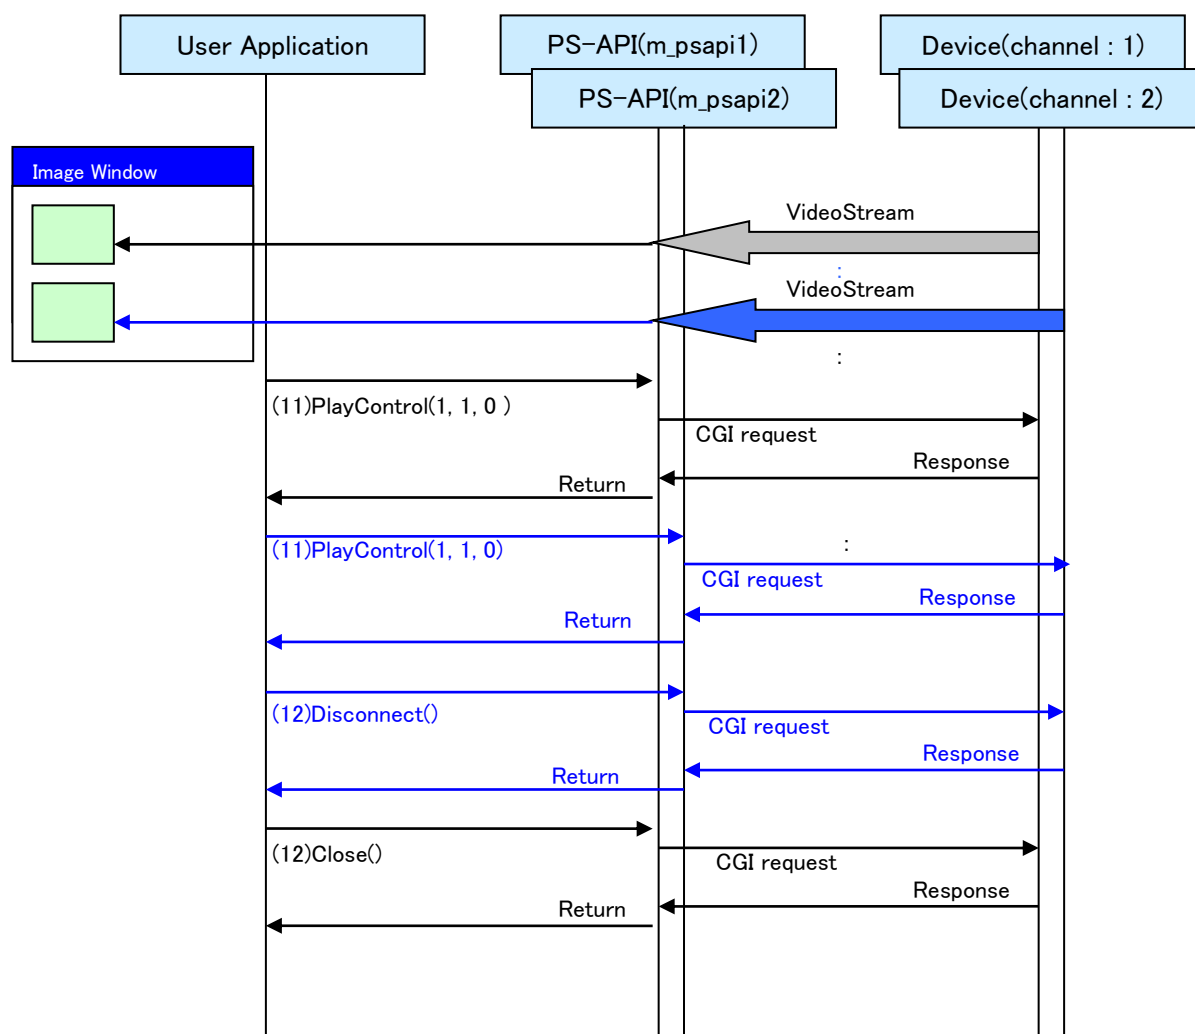 User Application
PS-API(m_psapi1)
Device(channel : 1)
PS-API(m_psapi2)
Device(channel : 2)
Image Window
VideoStream
:
VideoStream
:
(11)PlayControl(1, 1, 0 )
CGI request
Response
Return
(11)PlayControl(1, 1, 0)
:
CGI request
Response
Return
(12)Disconnect()
CGI request
Response
Return
(12)Close()
CGI request
Response
Return